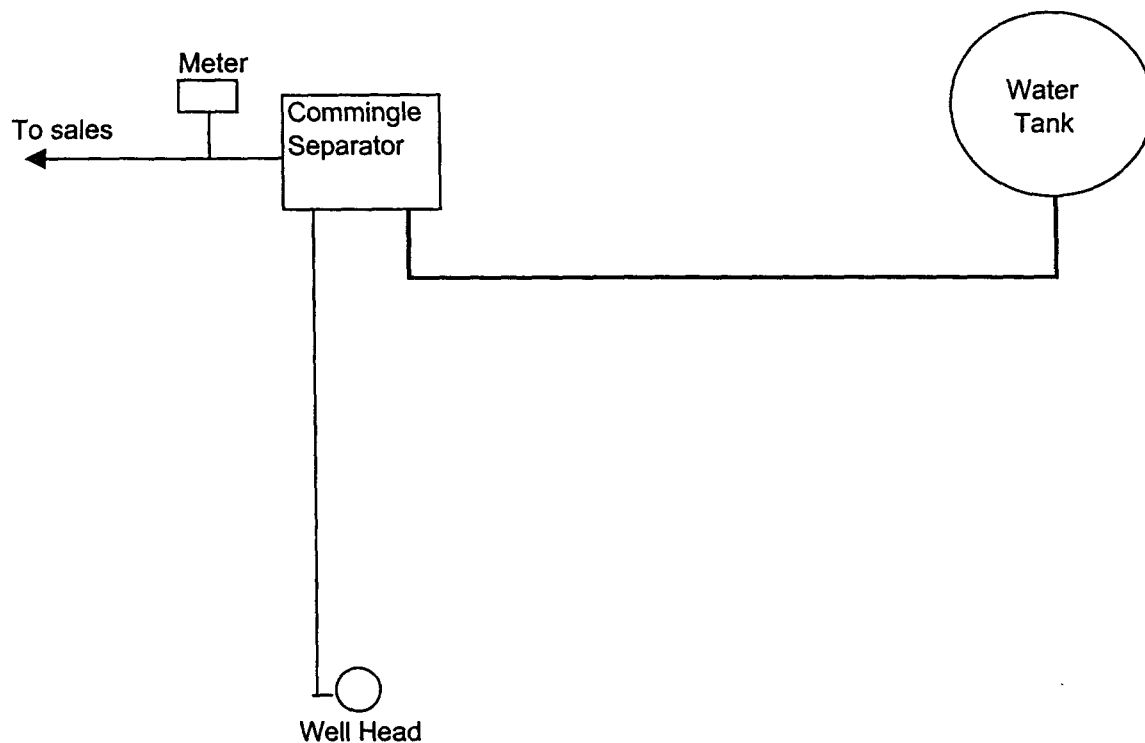 Meter
To sales
Commingle
Separator
Water
Tank
Well Head